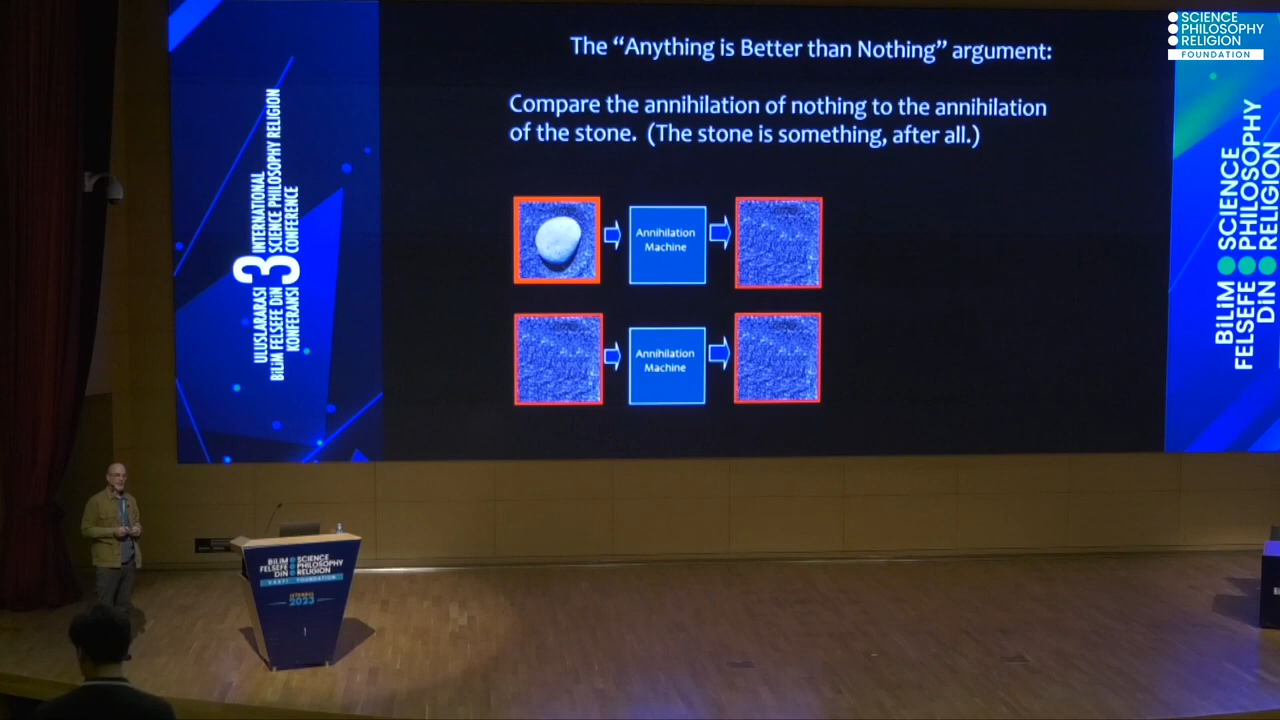 SCIENCE
PHILOSOPHY
RELIGION
FOUNDATION
The “Anything is Better than Nothing” argument:
Compare the annihilation of nothing to the annihilation
of the stone. (The stone is something, after all.)
Annihilation
Machine
Annihilation
Machine
ULUSLARARASI 3 INTERNATIONAL
BİLİM FELSEFE DİN SCIENCE PHILOSOPHY RELIGION
KONFERANSI CONFERENCE
BİLİM SCIENCE
FELSEFE PHILOSOPHY
DİN RELIGION
BİLİM SCIENCE
FELSEFE PHILOSOPHY
DİN RELIGION
VAKFI FOUNDATION
İSTANBUL
2023